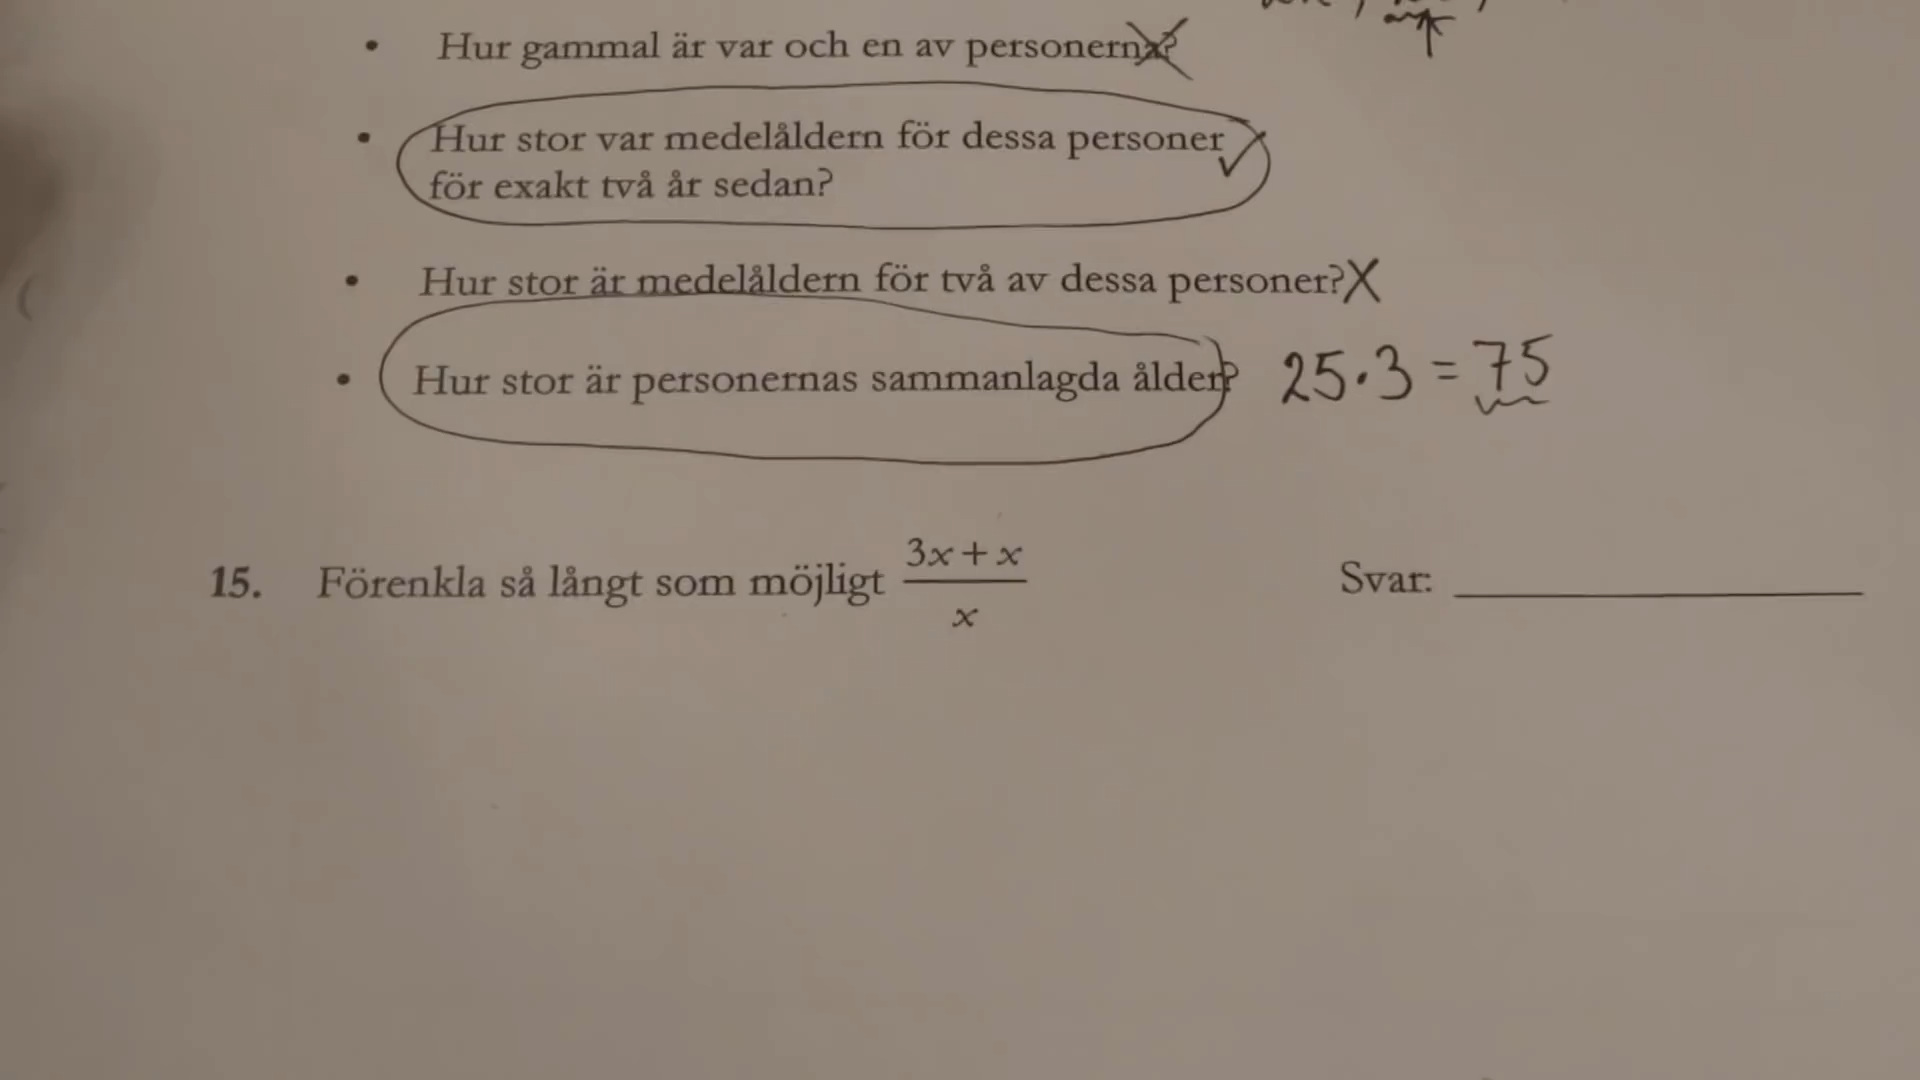 • Hur gammal är var och en av personerna?
• Hur stor var medelåldern för dessa personer ✓
för exakt två år sedan?
• Hur stor är medelåldern för två av dessa personer? X
• Hur stor är personernas sammanlagda ålder? 25·3 = 75
15. Förenkla så långt som möjligt (3x+x)/x Svar: